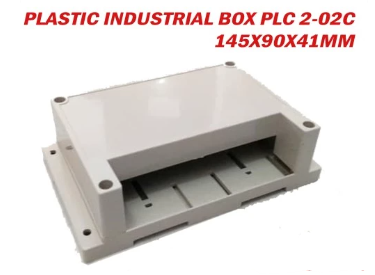 PLASTIC INDUSTRIAL BOX PLC 2-02C
145X90X41MM